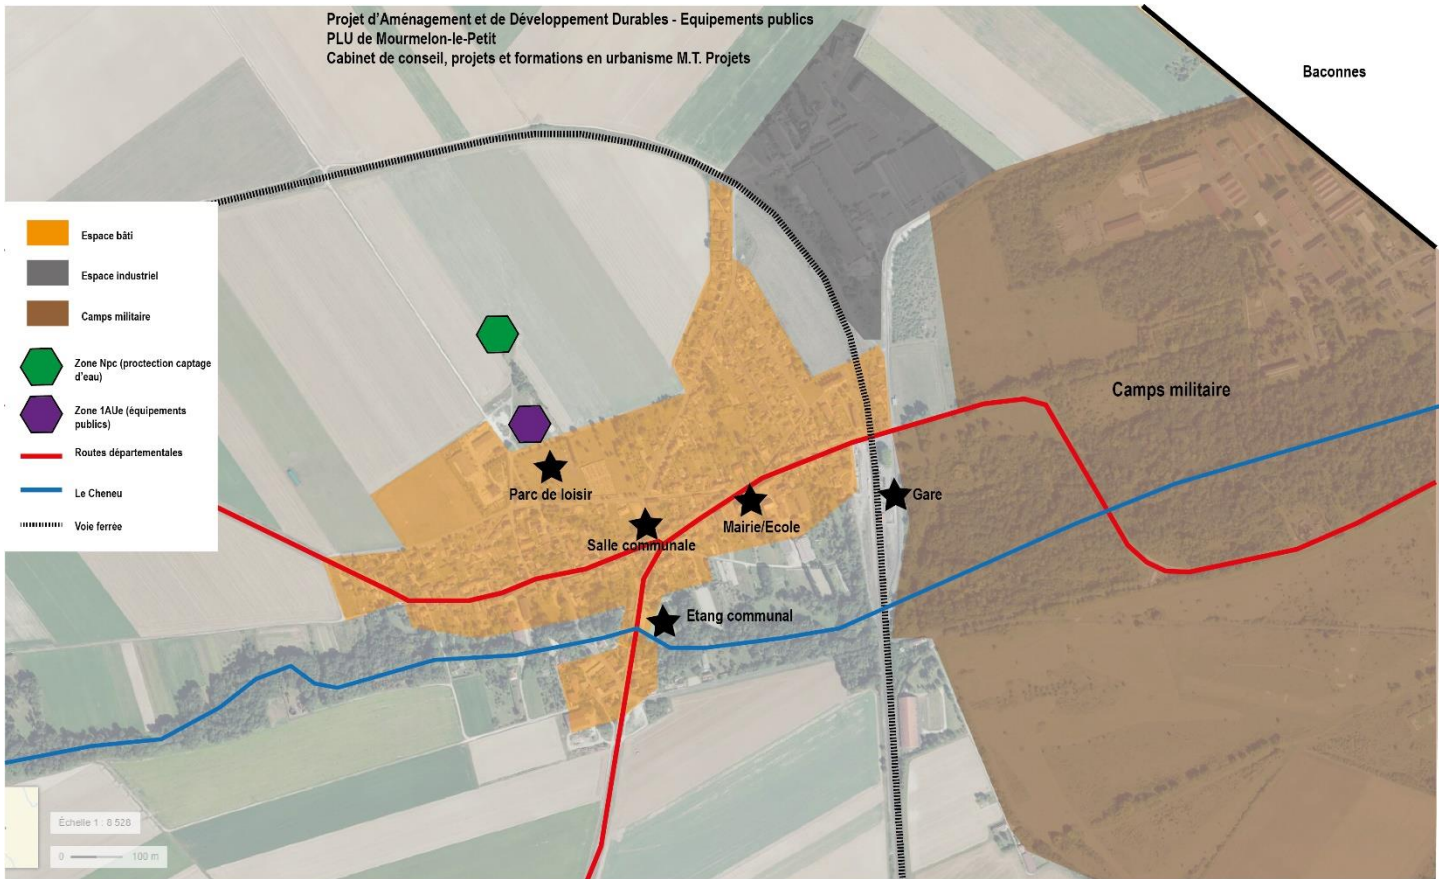 Projet d'Aménagement et de Développement Durables - Equipements publics
PLU de Mourmelon-le-Petit
Cabinet de conseil, projets et formations en urbanisme M.T. Projets
Baconnes
Espace bâti
Espace industriel
Camps militaire
Zone Npc (proctection captage
d'eau)
Zone 1AUe (équipements
publics)
Routes départementales
Le Cheneu
Voie ferrée
Camps militaire
Parc de loisir
Gare
Mairie/Ecole
Salle communale
Etang communal
Échelle 1 : 8 528
0 100 m